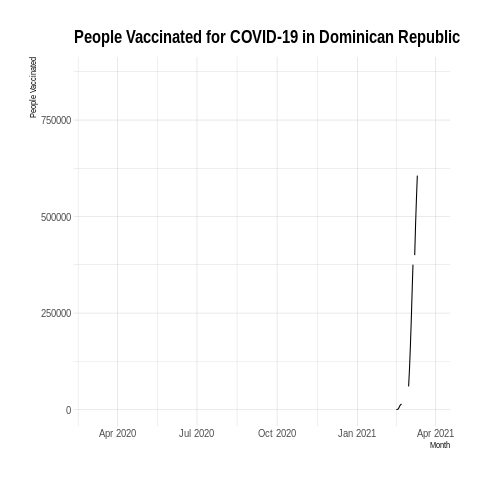 People Vaccinated for COVID-19 in Dominican Republic
People Vaccinated
750000
500000
250000
0
Apr 2020 Jul 2020 Oct 2020 Jan 2021 Apr 2021
Month